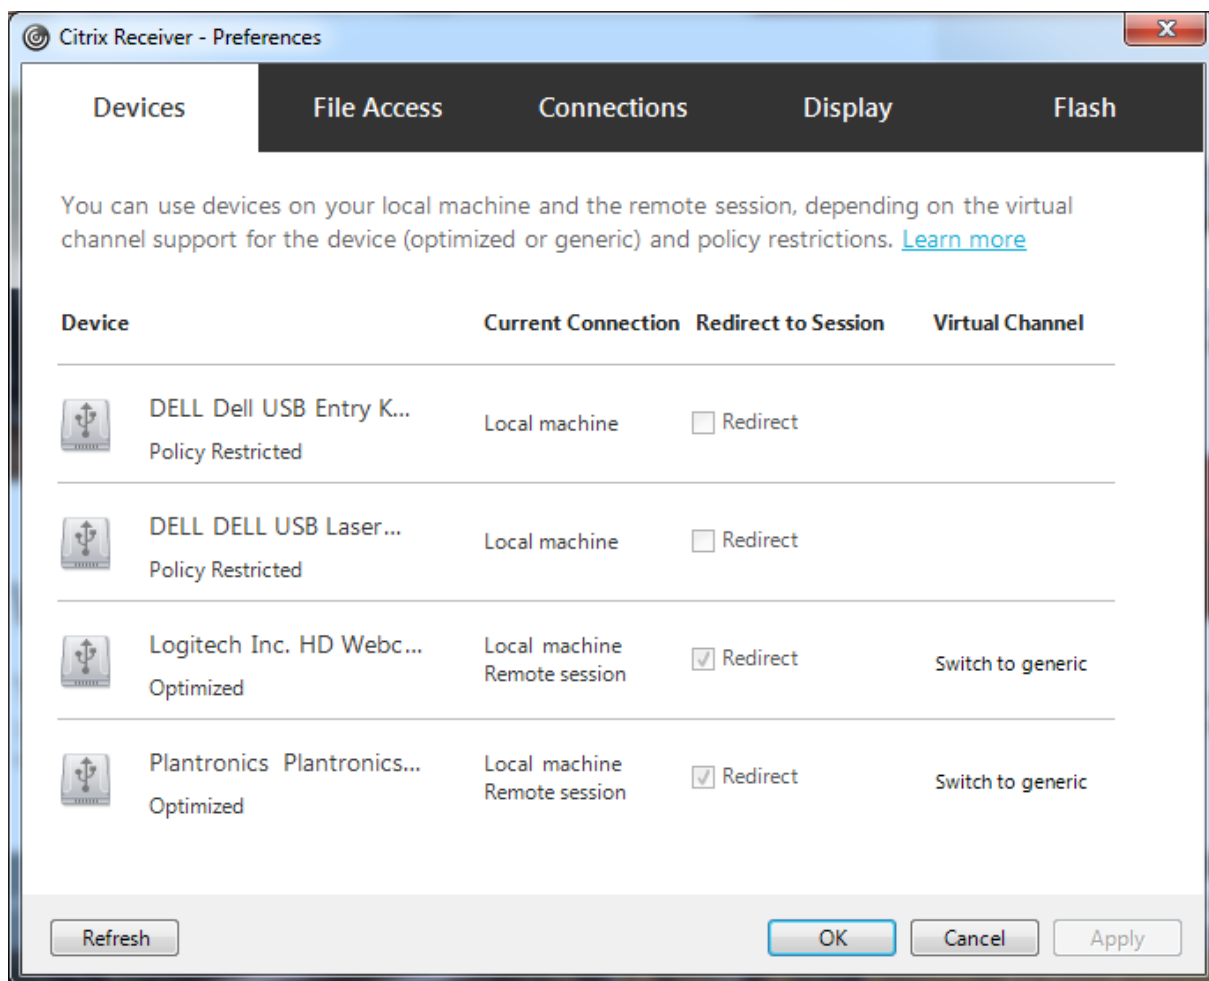 Citrix Receiver - Preferences
Devices File Access Connections Display Flash
You can use devices on your local machine and the remote session, depending on the virtual
channel support for the device (optimized or generic) and policy restrictions. Learn more
Device Current Connection Redirect to Session Virtual Channel
DELL Dell USB Entry K...
Policy Restricted
Local machine
Redirect
DELL DELL USB Laser...
Policy Restricted
Local machine
Redirect
Logitech Inc. HD Webc...
Optimized
Local machine
Remote session
Redirect
Switch to generic
Plantronics Plantronics...
Optimized
Local machine
Remote session
Redirect
Switch to generic
Refresh OK Cancel Apply